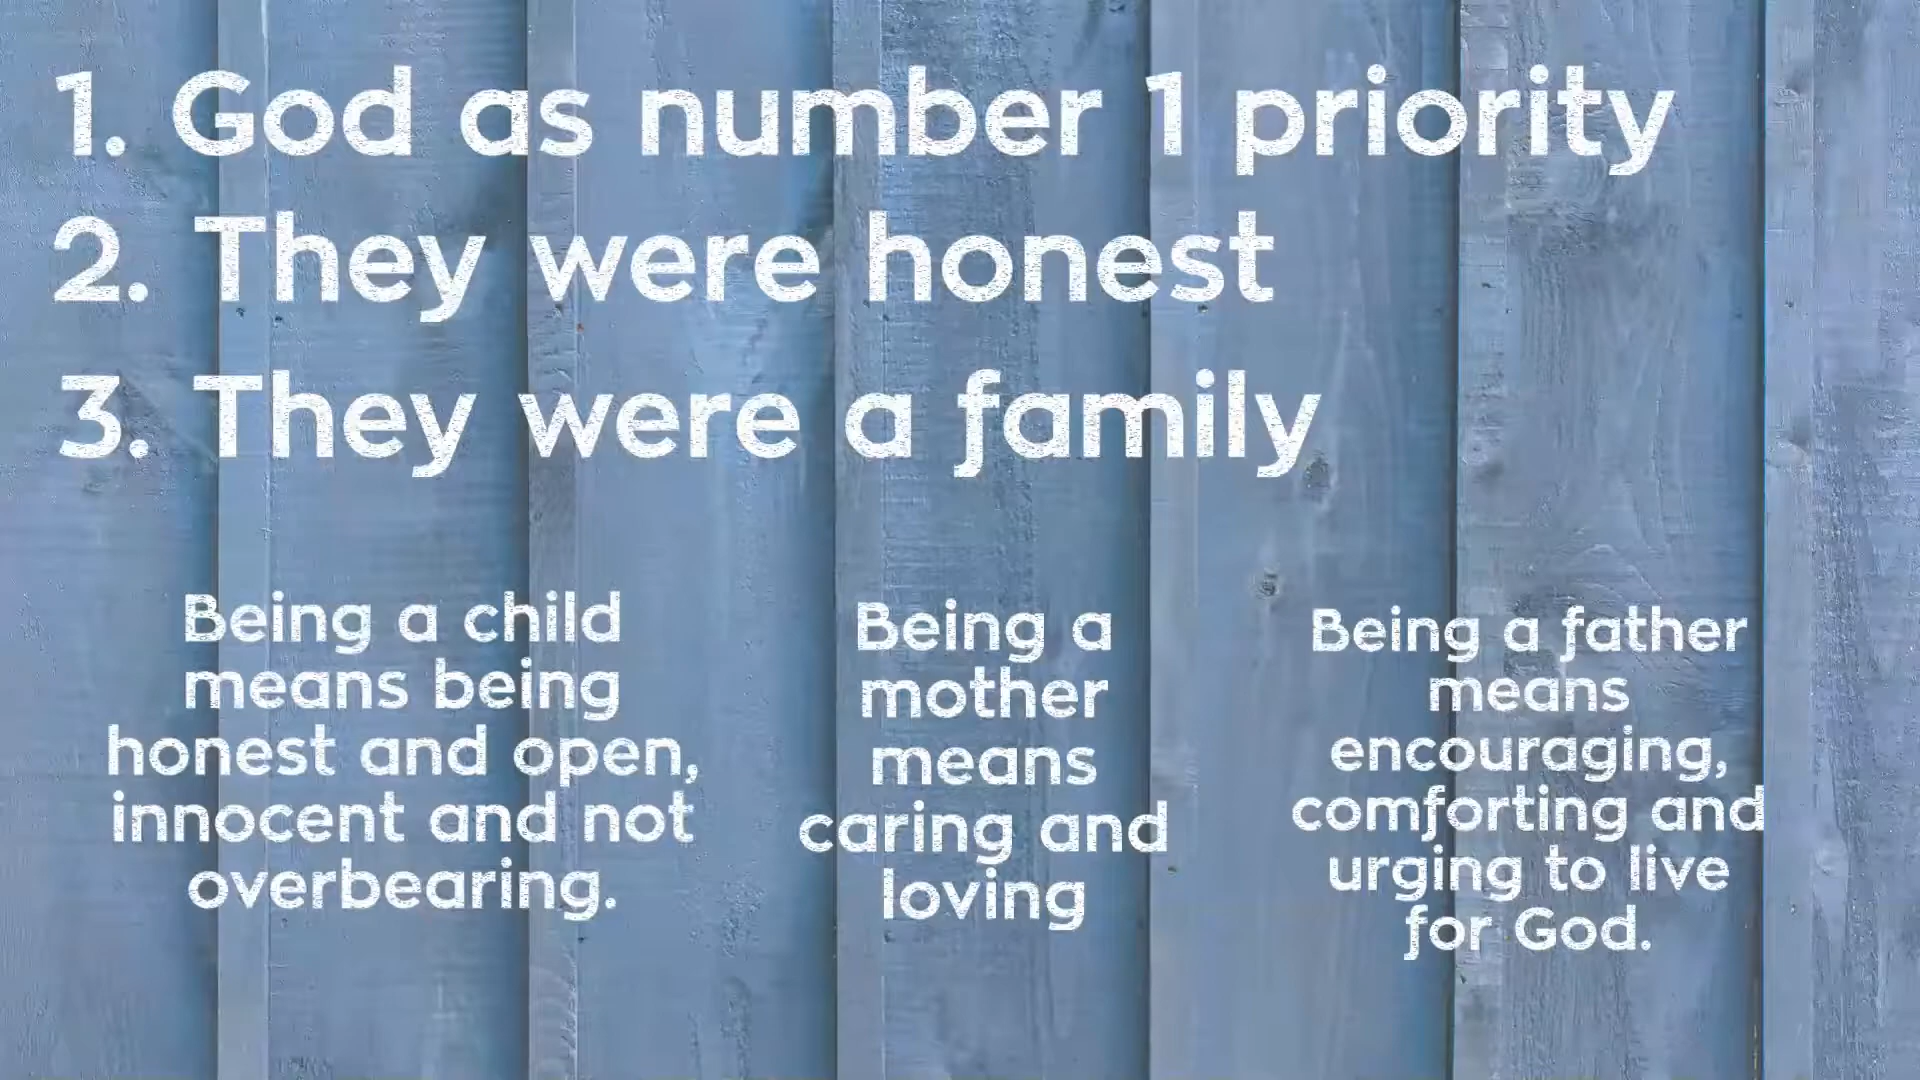 1. God as number 1 priority
2. They were honest
3. They were a family
Being a child
means being
honest and open,
innocent and not
overbearing.
Being a
mother
means
caring and
loving
Being a father
means
encouraging,
comforting and
urging to live
for God.